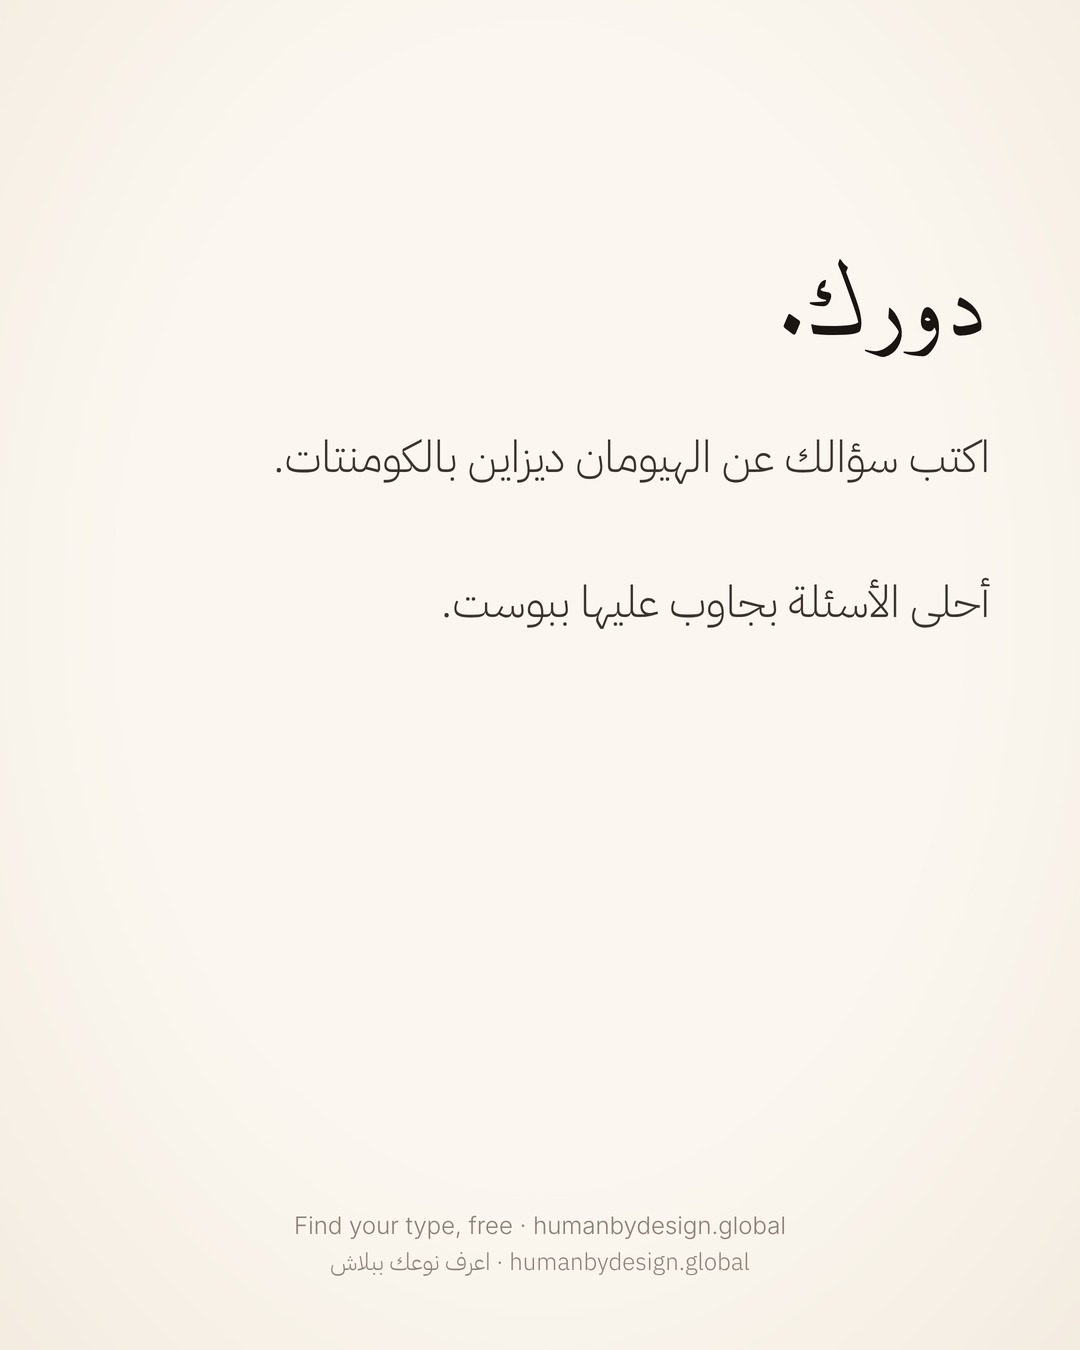 دورك.
اكتب سؤالك عن الهيومان ديزاين بالكومنتات.
أحلى الأسئلة بجاوب عليها ببوست.
Find your type, free · humanbydesign.global
اعرف نوعك ببلاش · humanbydesign.global